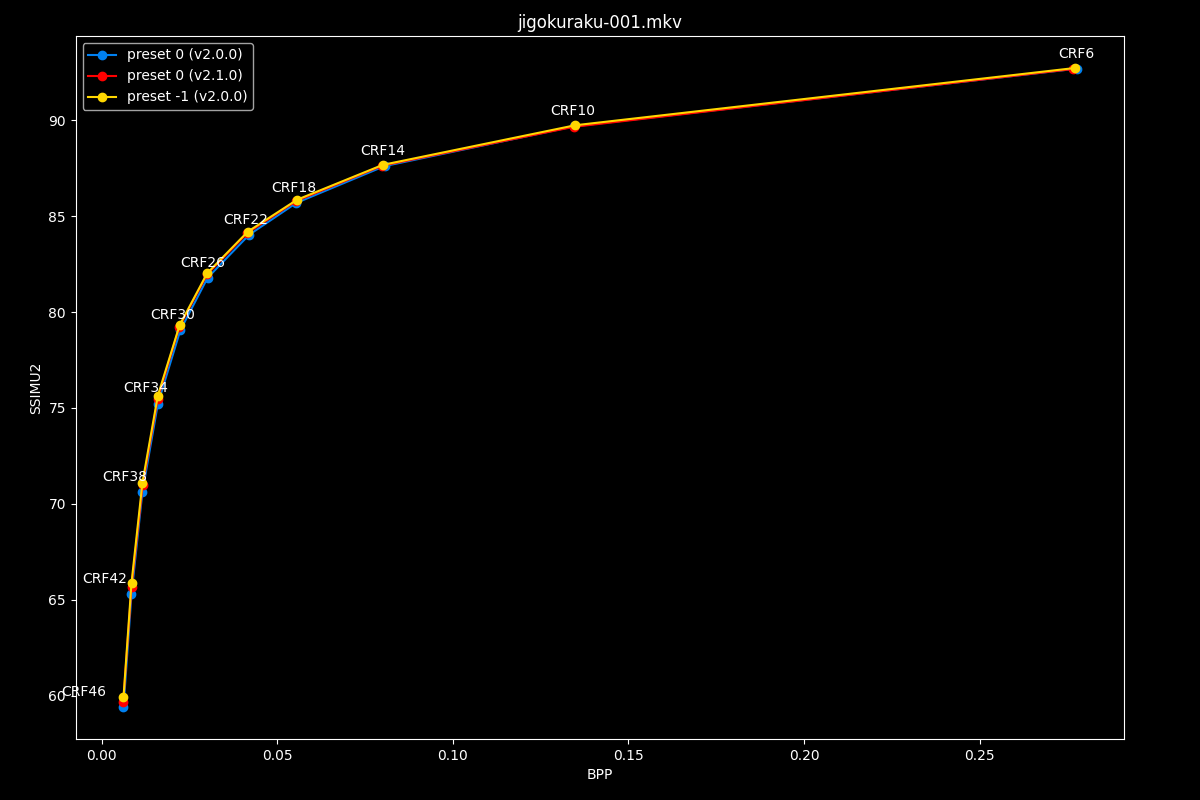 jigokuraku-001.mkv
preset 0 (v2.0.0)
preset 0 (v2.1.0)
preset -1 (v2.0.0)
CRF6
CRF10
CRF14
CRF18
CRF22
CRF26
CRF30
CRF34
CRF38
CRF42
CRF46
90
85
80
75
70
65
60
SSIMU2
0.00 0.05 0.10 0.15 0.20 0.25
BPP